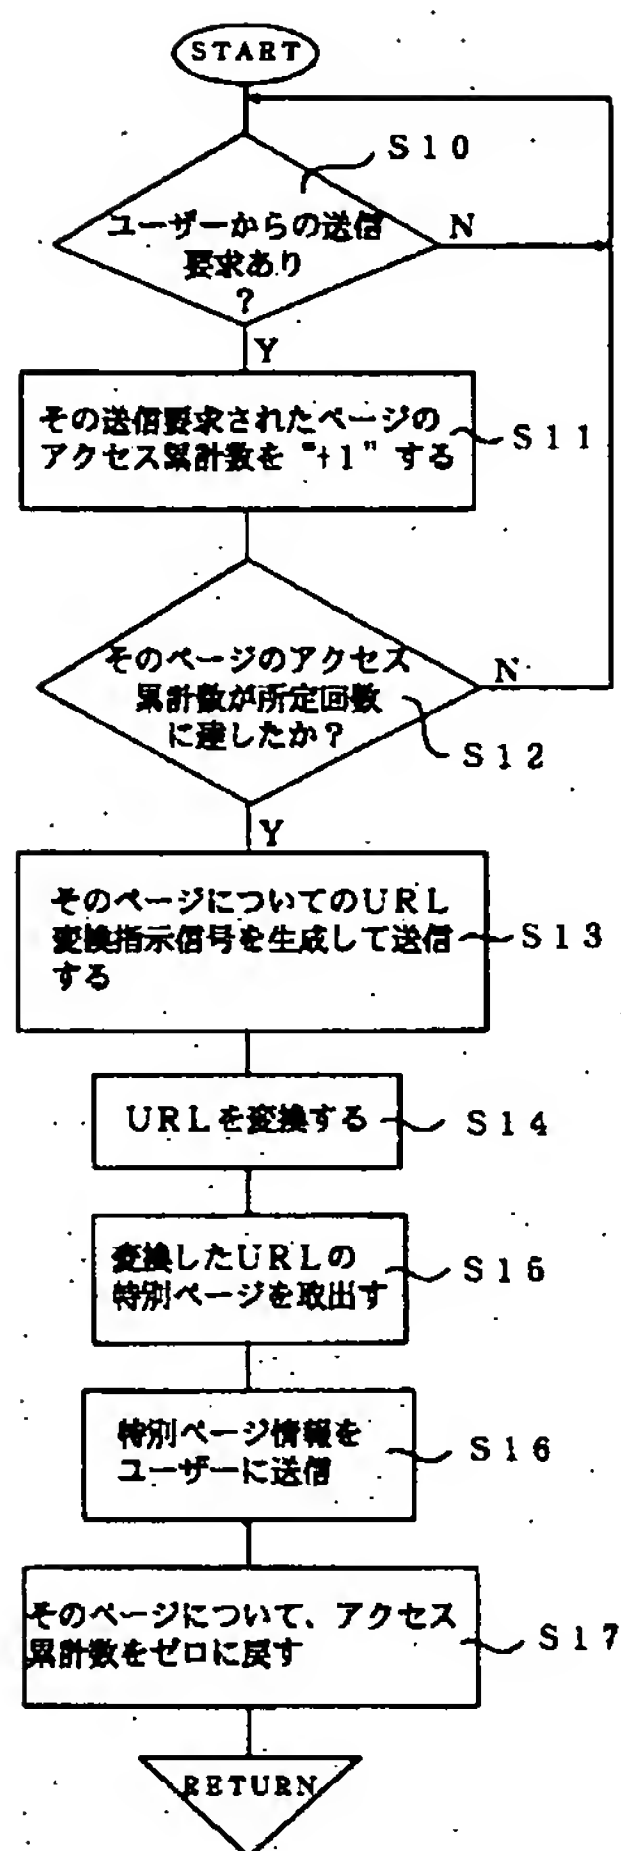 START
S10
ユーザーからの送信
要求あり
?
N
Y
その送信要求されたページの
アクセス累計数を“+1”する
S11
そのページのアクセス
累計数が所定回数
に達したか?
N
S12
Y
そのページについてのURL
変換指示信号を生成して送信
する
S13
URLを変換する
S14
変換したURLの
特別ページを取出す
S15
特別ページ情報を
ユーザーに送信
S16
そのページについて、アクセス
累計数をゼロに戻す
S17
RETURN